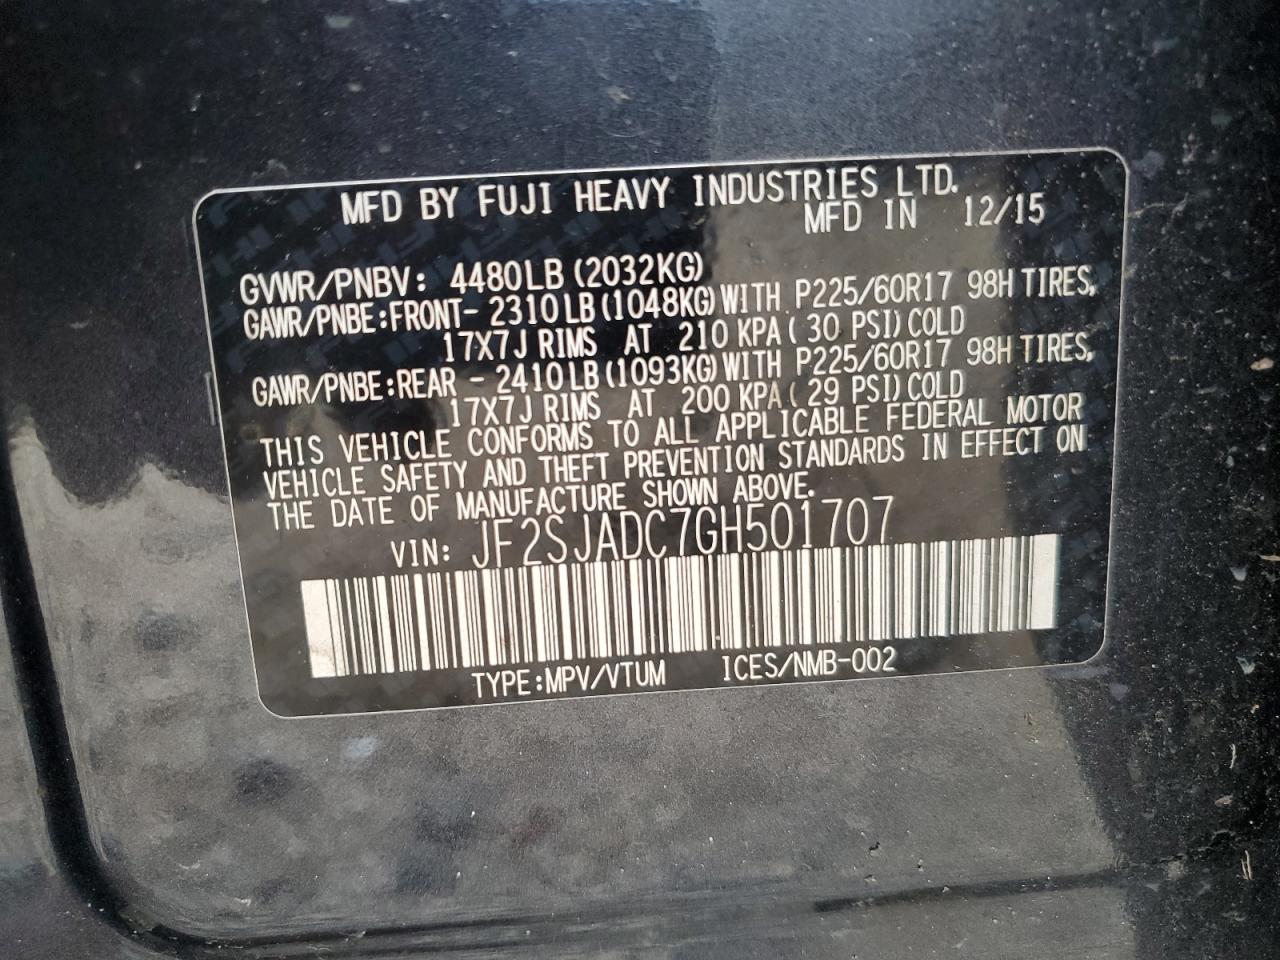 MFD BY FUJI HEAVY INDUSTRIES LTD.
MFD IN 12/15
GVWR/PNBV: 4480LB (2032KG)
GAWR/PNBE:FRONT- 2310LB (1048KG) WITH P225/60R17 98H TIRES,
17X7J RIMS AT 210 KPA ( 30 PSI) COLD
GAWR/PNBE:REAR - 2410LB (1093KG) WITH P225/60R17 98H TIRES,
17X7J RIMS AT 200 KPA ( 29 PSI) COLD
THIS VEHICLE CONFORMS TO ALL APPLICABLE FEDERAL MOTOR
VEHICLE SAFETY AND THEFT PREVENTION STANDARDS IN EFFECT ON
THE DATE OF MANUFACTURE SHOWN ABOVE.
VIN: JF2SJADC7GH501707
TYPE:MPV/VTUM ICES/NMB-002